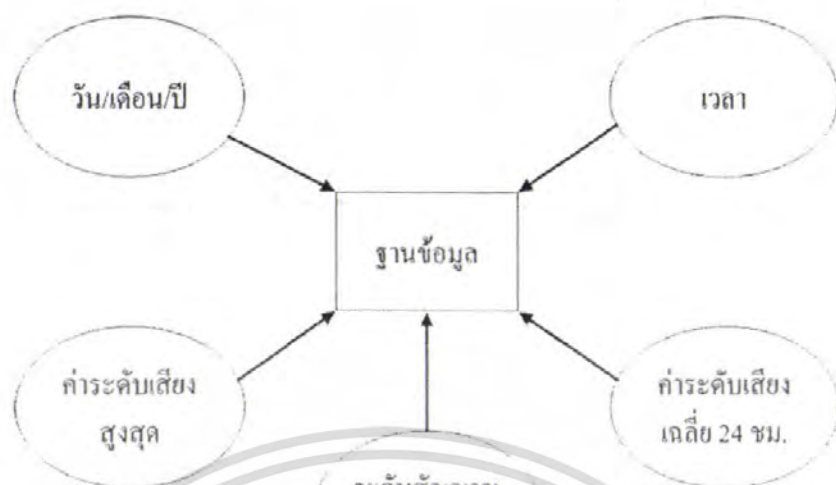 วัน/เดือน/ปี
เวลา
ฐานข้อมูล
ค่าระดับเสียง
สูงสุด
ค่าระดับเสียง
เฉลี่ย 24 ชม.